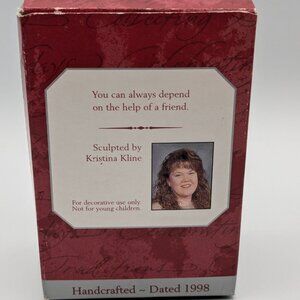 You can always depend
on the help of a friend.
Sculpted by
Kristina Kline
For decorative use only
Not for young children.
Handcrafted ~ Dated 1998